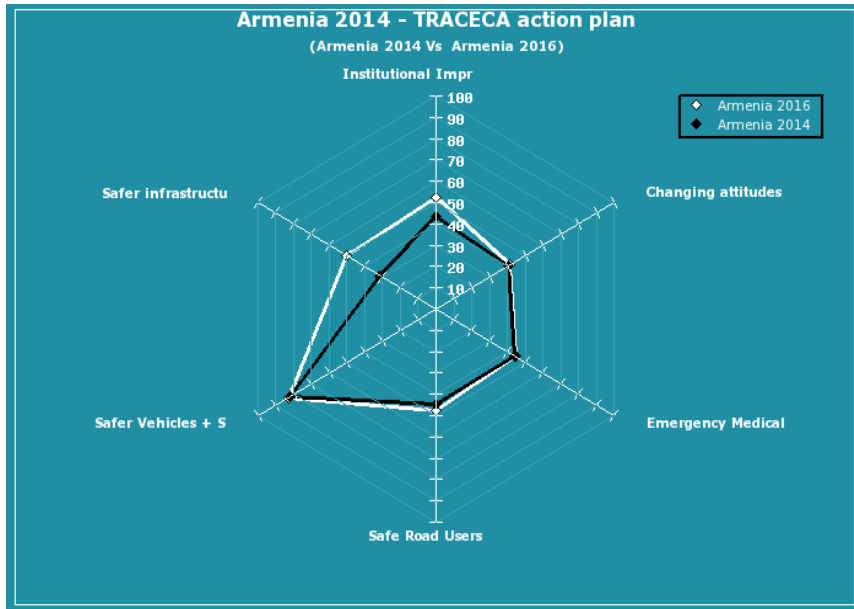 Armenia 2014 - TRACECA action plan
(Armenia 2014 Vs Armenia 2016)
Institutional Impr
100
90
80
70
60
50
40
30
20
10
Armenia 2016
Armenia 2014
Safer infrastructu
Changing attitudes
Safer Vehicles + S
Emergency Medical
Safe Road Users